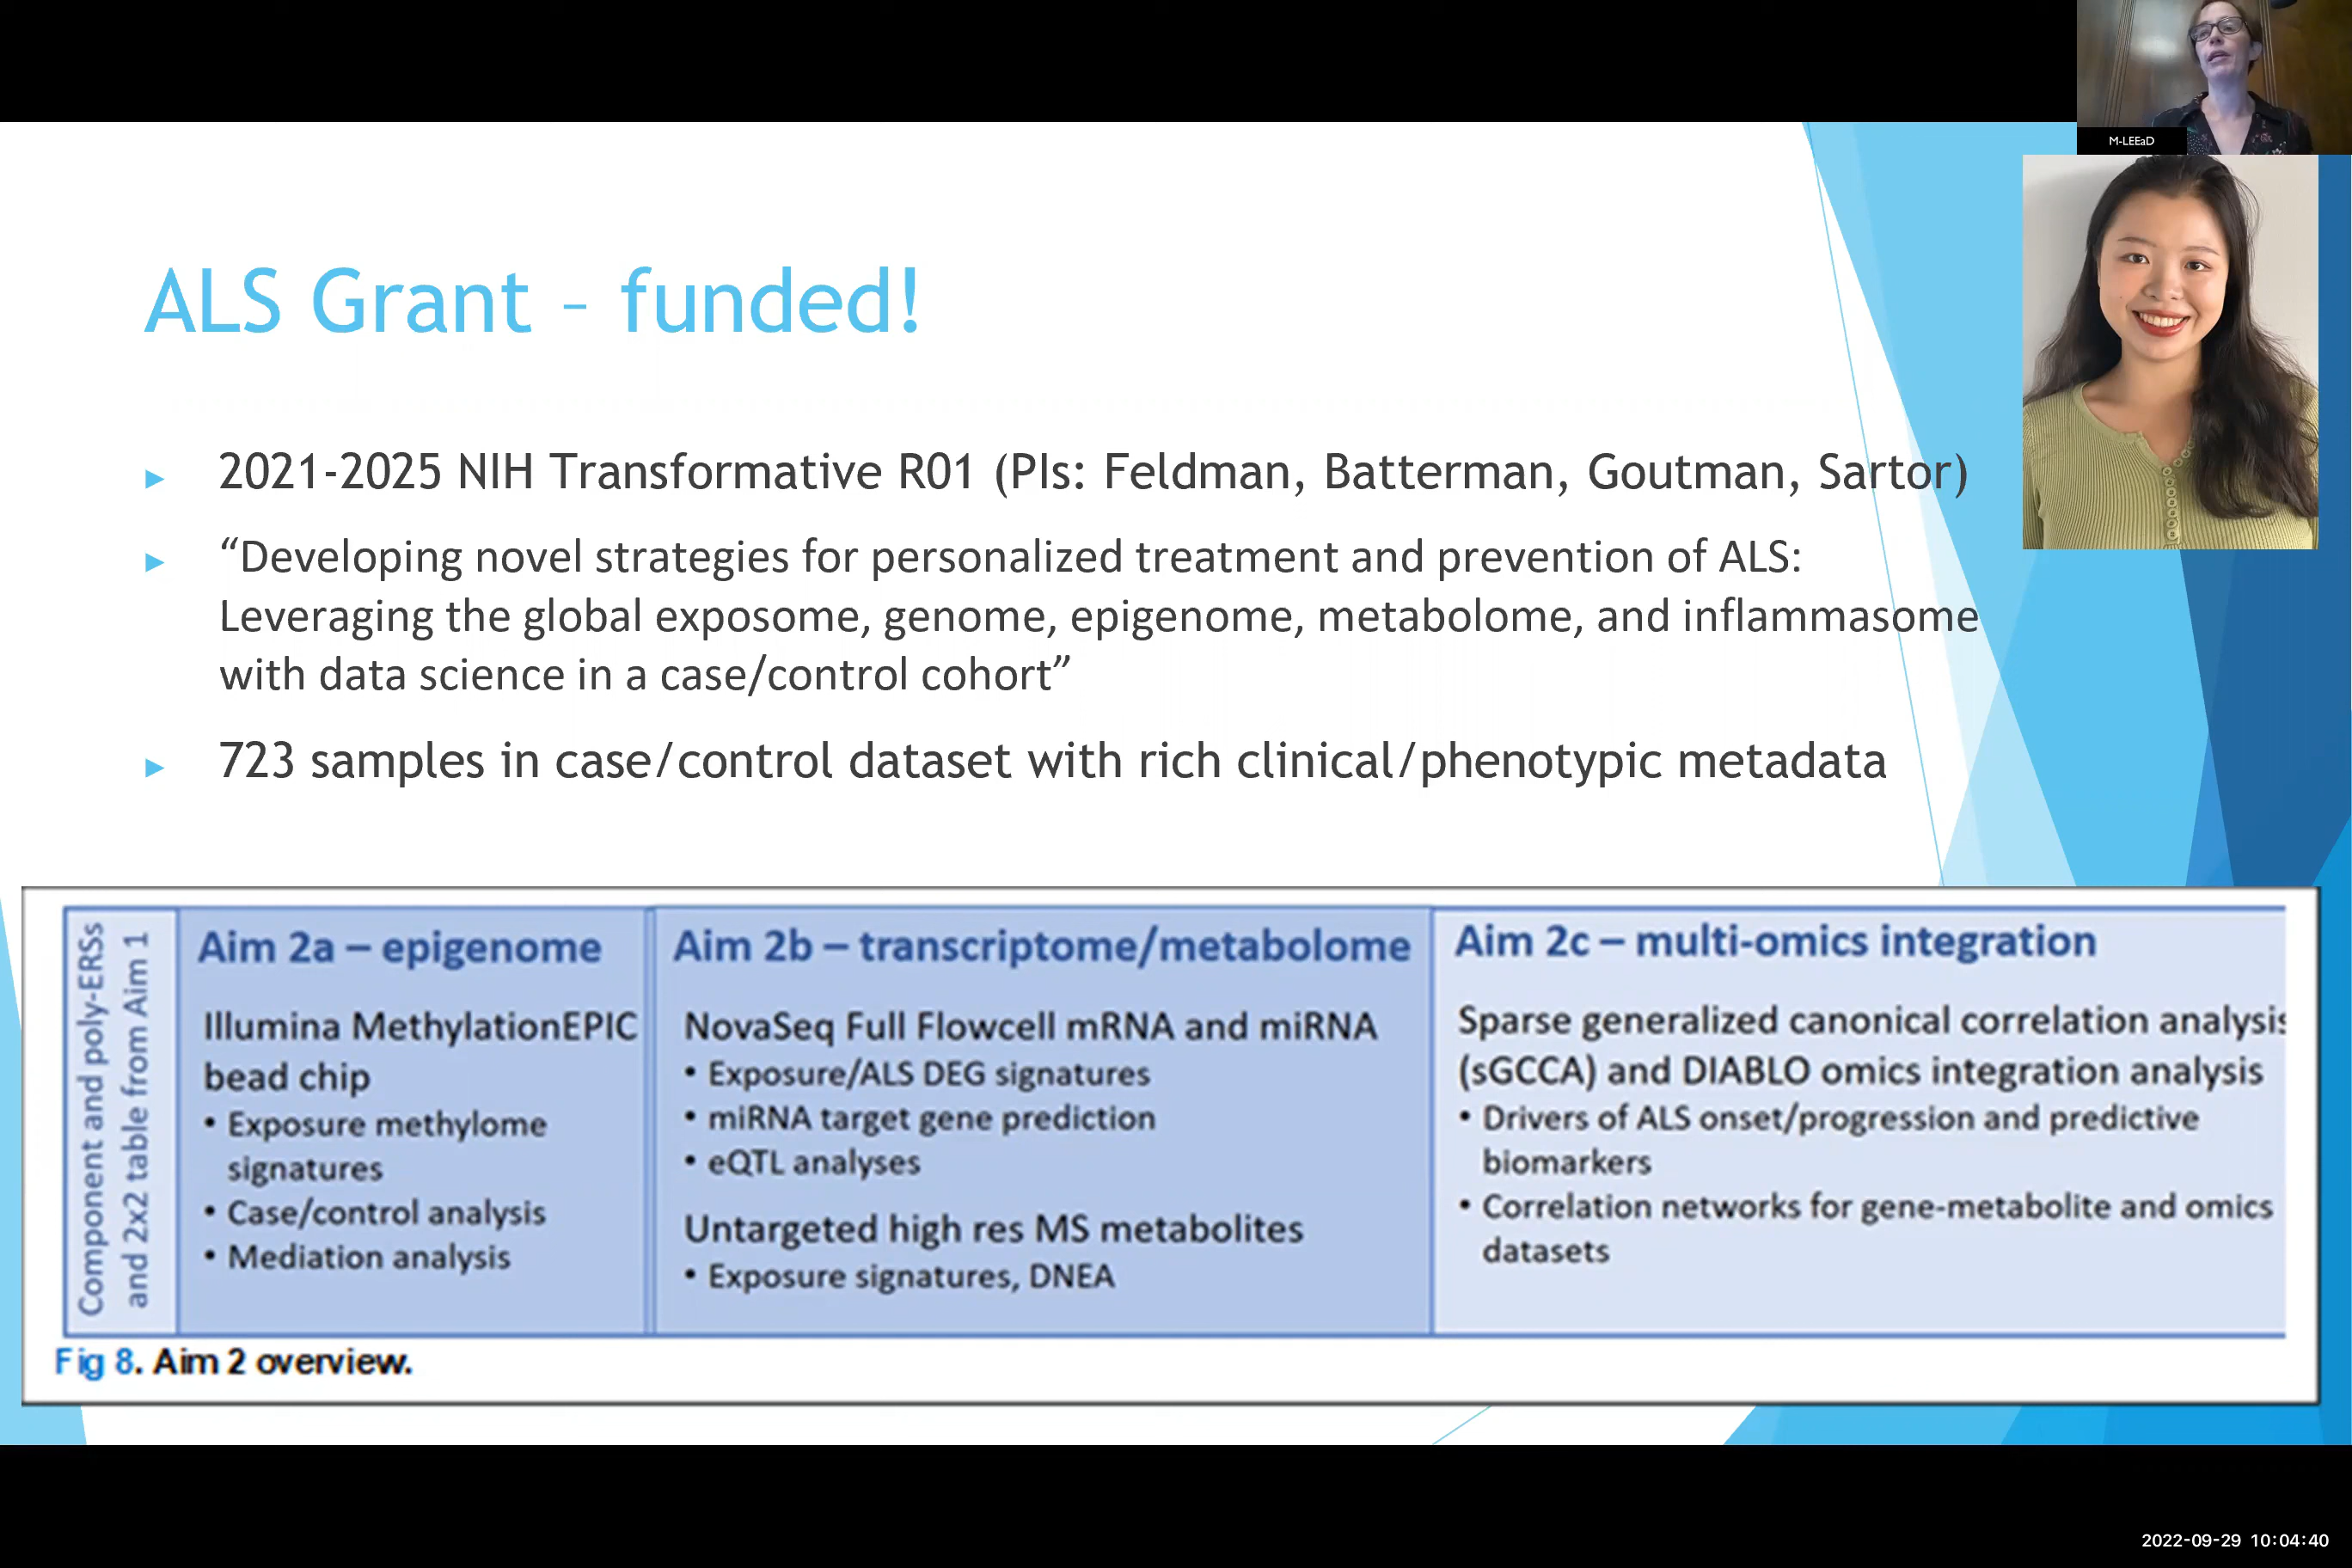 M-LEEaD
ALS Grant – funded!
► 2021-2025 NIH Transformative R01 (PIs: Feldman, Batterman, Goutman, Sartor)
► “Developing novel strategies for personalized treatment and prevention of ALS:
Leveraging the global exposome, genome, epigenome, metabolome, and inflammasome
with data science in a case/control cohort”
► 723 samples in case/control dataset with rich clinical/phenotypic metadata
Component and poly-ERSs
and 2x2 table from Aim 1
Aim 2a – epigenome
Illumina MethylationEPIC
bead chip
• Exposure methylome
signatures
• Case/control analysis
• Mediation analysis
Aim 2b – transcriptome/metabolome
NovaSeq Full Flowcell mRNA and miRNA
• Exposure/ALS DEG signatures
• miRNA target gene prediction
• eQTL analyses
Untargeted high res MS metabolites
• Exposure signatures, DNEA
Aim 2c – multi-omics integration
Sparse generalized canonical correlation analysis
(sGCCA) and DIABLO omics integration analysis
• Drivers of ALS onset/progression and predictive
biomarkers
• Correlation networks for gene-metabolite and omics
datasets
Fig 8. Aim 2 overview.
2022-09-29 10:04:40